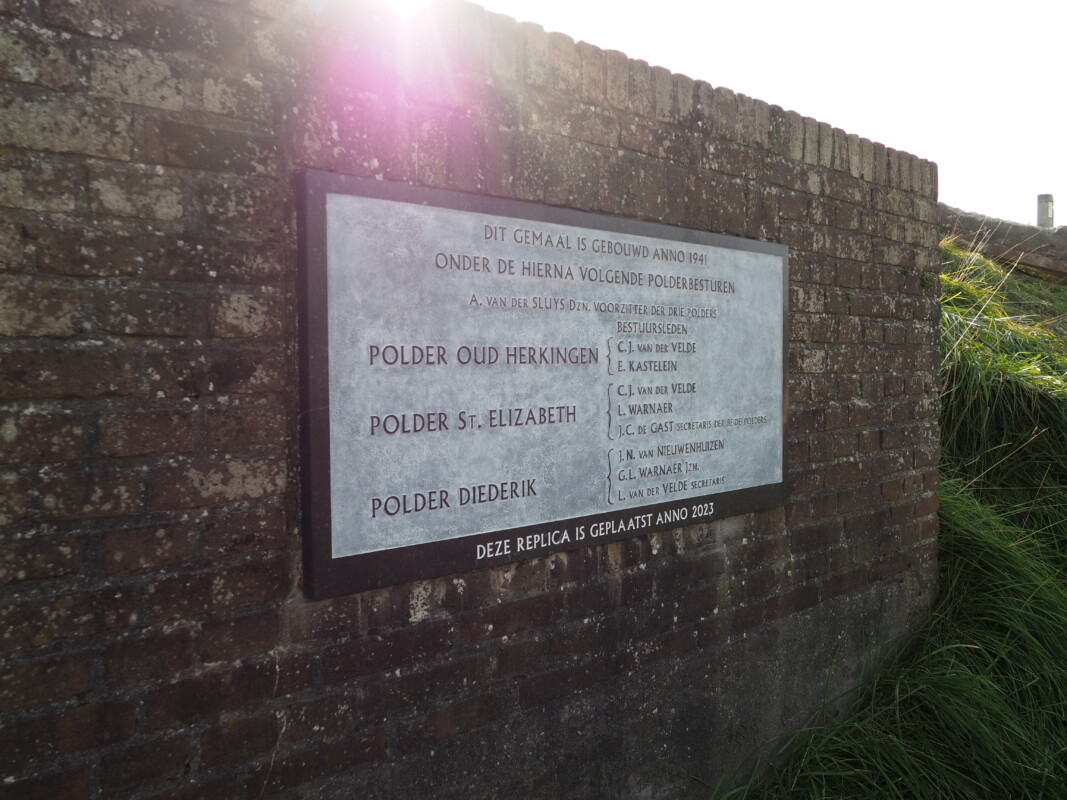 DIT GEMAAL IS GEBOUWD ANNO 1941
ONDER DE HIERNA VOLGENDE POLDERBESTUREN
A. VAN DER SLUYS DZN. VOORZITTER DER DRIE POLDERS
BESTUURSLEDEN
POLDER OUD HERKINGEN
C.J. VAN DER VELDE
E. KASTELEIN
POLDER ST. ELIZABETH
C.J. VAN DER VELDE
L. WARNAER
J.C. DE GAST SECRETARIS DER BEIDE POLDERS
POLDER DIEDERIK
J.N. VAN NIEUWENHUIZEN
G.L. WARNAER JZN.
L. VAN DER VELDE SECRETARIS
DEZE REPLICA IS GEPLAATST ANNO 2023